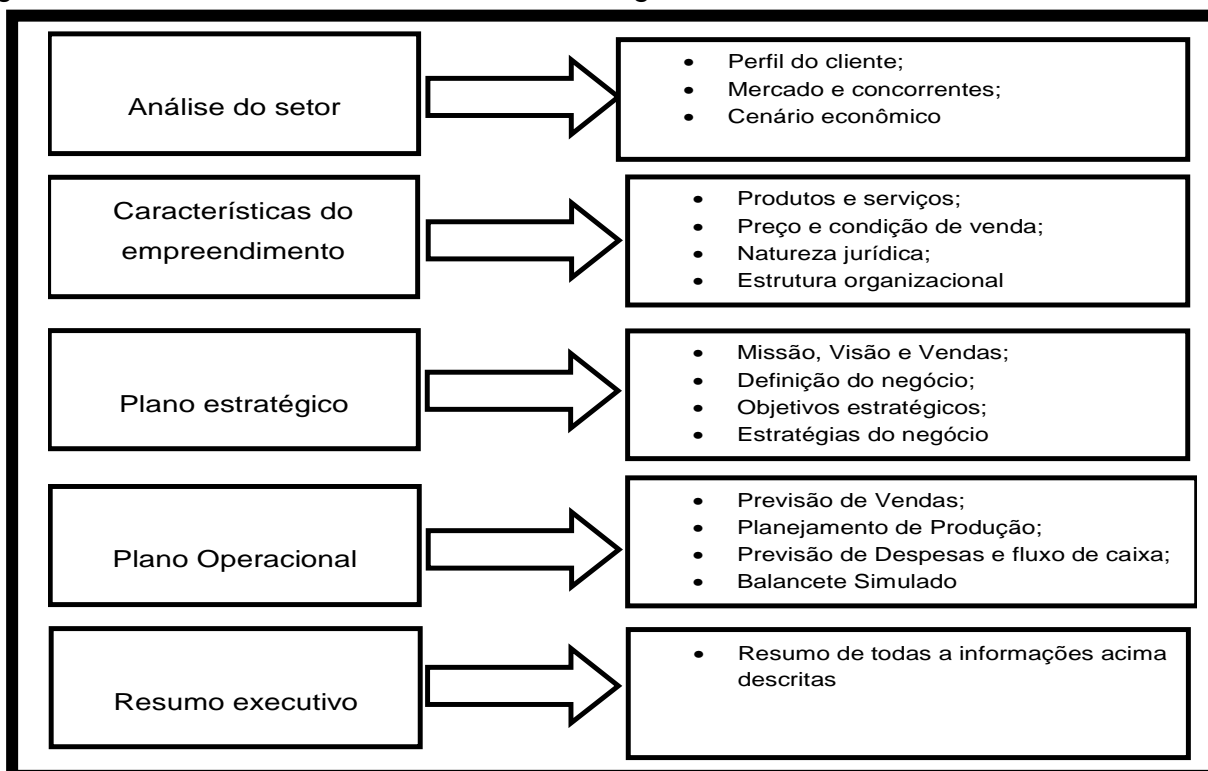 Análise do setor
• Perfil do cliente;
• Mercado e concorrentes;
• Cenário econômico
Característícas do
empreendimento
• Produtos e serviços;
• Preço e condição de venda;
• Natureza jurídica;
• Estrutura organizacional
Plano estratégico
• Missão, Visão e Vendas;
• Definição do negócio;
• Objetivos estratégicos;
• Estratégias do negócio
Plano Operacional
• Previsão de Vendas;
• Planejamento de Produção;
• Previsão de Despesas e fluxo de caixa;
• Balancete Simulado
Resumo executivo
• Resumo de todas a informações acima
descritas